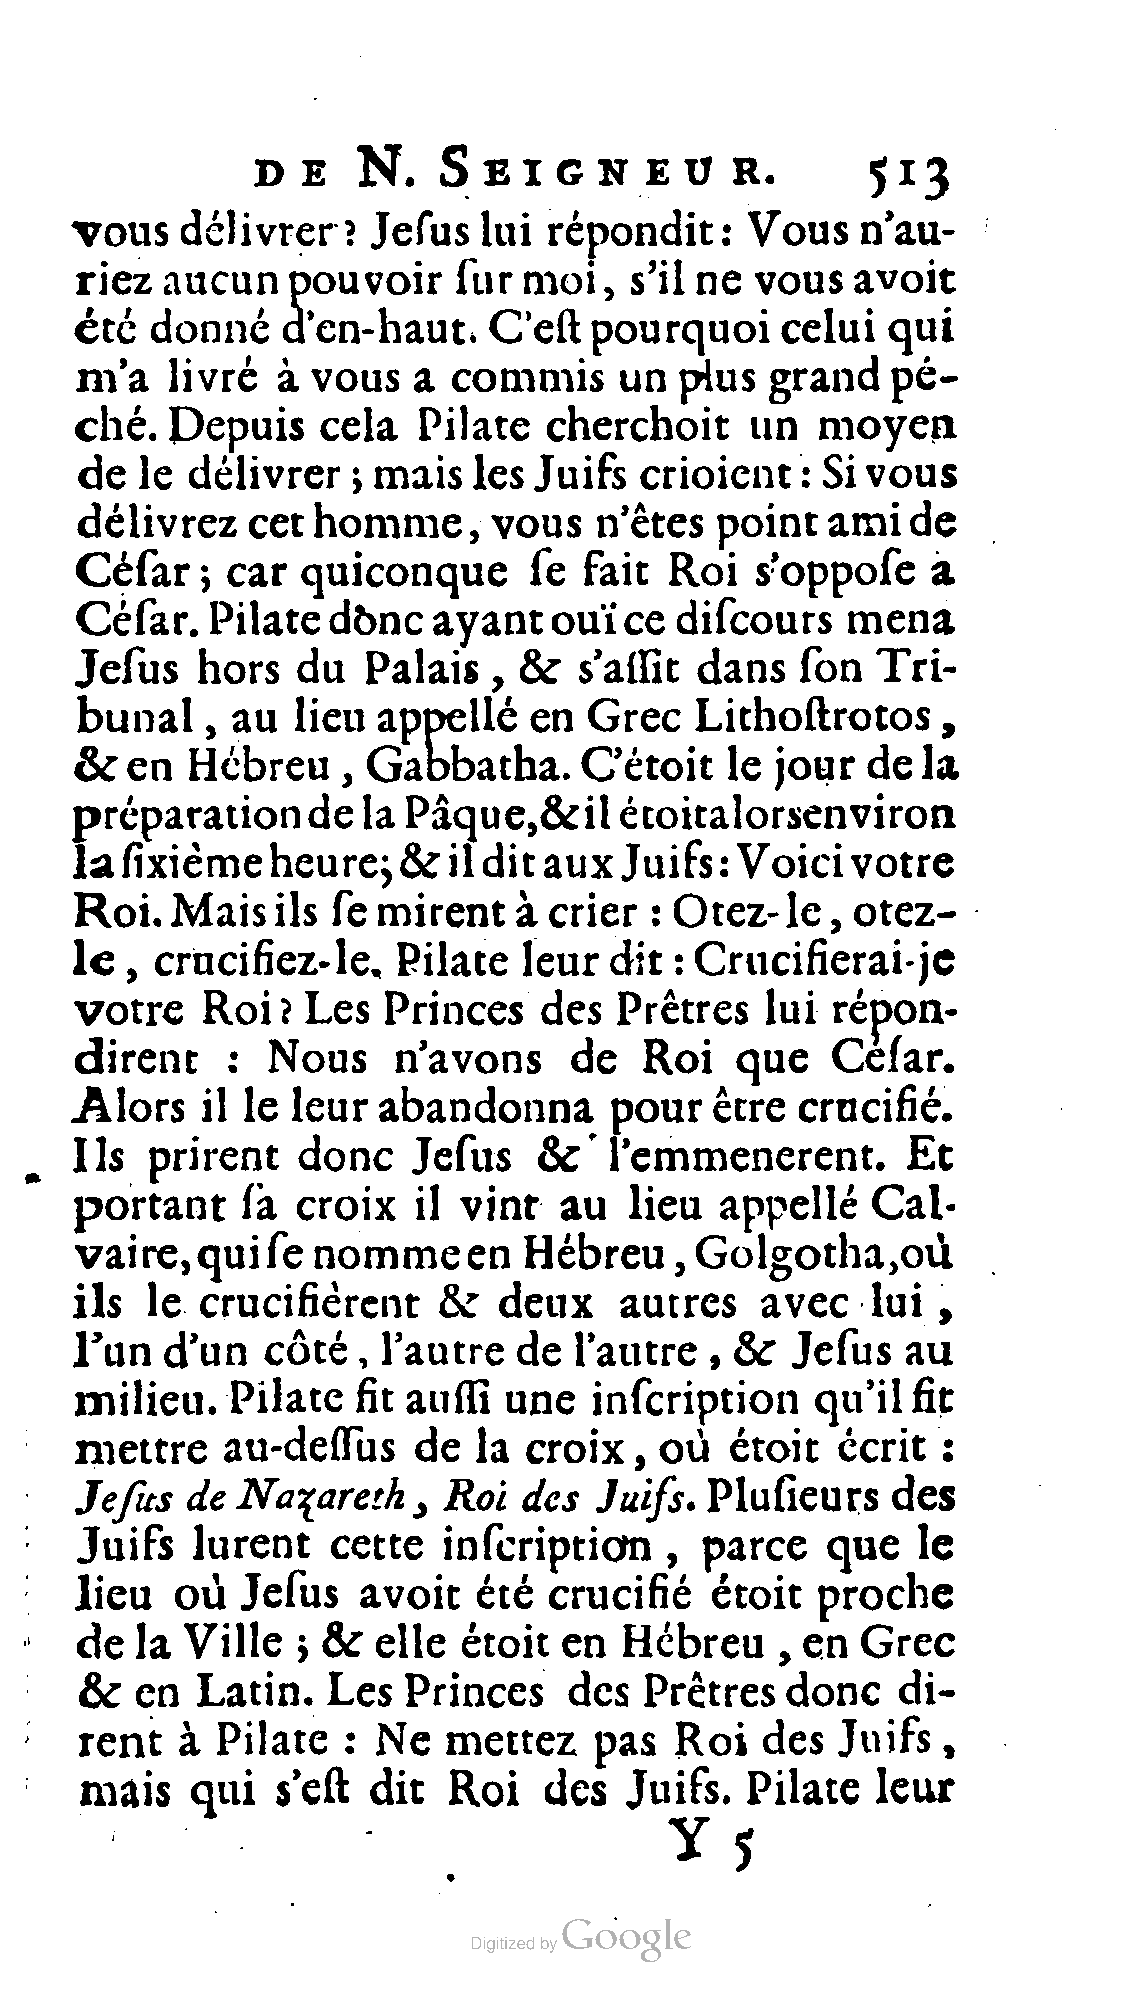 DE N. SEIGNEUR. 513
vous délivrer? Jeſus lui répondit: Vous n'au-
riez aucun pouvoir ſur moi, s'il ne vous avoit
été donné d'en-haut. C'eſt pourquoi celui qui
m'a livré à vous a commis un plus grand pé-
ché. Depuis cela Pilate cherchoit un moyen
de le délivrer ; mais les Juifs crioient : Si vous
délivrez cet homme, vous n'êtes point ami de
Céſar ; car quiconque ſe fait Roi s'oppoſe à
Céſar. Pilate donc ayant ouï ce diſcours mena
Jeſus hors du Palais , & s'aſſit dans ſon Tri-
bunal , au lieu appellé en Grec Lithoſtrotos ,
& en Hébreu , Gabbatha. C'étoit le jour de la
préparation de la Pâque, & il étoit alors environ
la ſixième heure; & il dit aux Juifs: Voici votre
Roi. Mais ils ſe mirent à crier : Otez-le , otez-
le , crucifiez-le. Pilate leur dit : Crucifierai-je
votre Roi? Les Princes des Prêtres lui répon-
dirent : Nous n'avons de Roi que Céſar.
Alors il le leur abandonna pour être crucifié.
Ils prirent donc Jeſus & l'emmenerent. Et
portant ſa croix il vint au lieu appellé Cal-
vaire, qui ſe nomme en Hébreu , Golgotha, où
ils le crucifièrent & deux autres avec lui ,
l'un d'un côté , l'autre de l'autre , & Jeſus au
milieu. Pilate fit auſſi une inſcription qu'il fit
mettre au-deſſus de la croix , où étoit écrit :
Jeſus de Nazareth , Roi des Juifs. Pluſieurs des
Juifs lurent cette inſcription , parce que le
lieu où Jeſus avoit été crucifié étoit proche
de la Ville ; & elle étoit en Hébreu , en Grec
& en Latin. Les Princes des Prêtres donc di-
rent à Pilate : Ne mettez pas Roi des Juifs ,
mais qui s'eſt dit Roi des Juifs. Pilate leur
Y 5
Digitized by Google